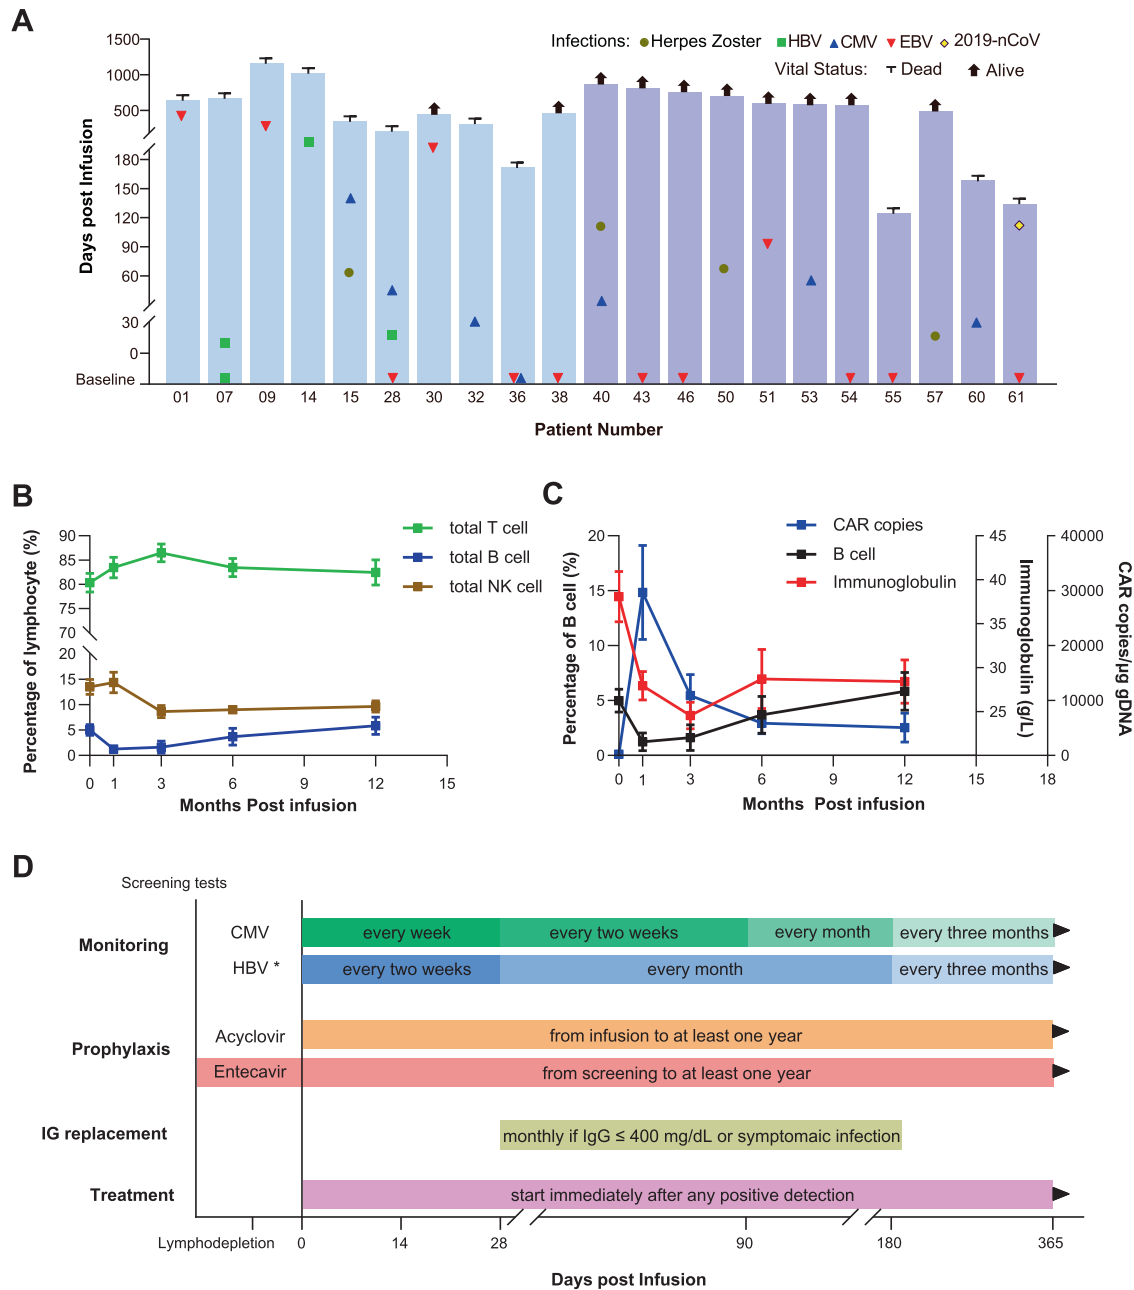 A
Infections: Herpes Zoster HBV CMV EBV 2019-nCoV
Vital Status: Dead Alive
Days post Infusion
1500
1000
500
180
150
120
90
60
30
0
Baseline
01 07 09 14 15 28 30 32 36 38 40 43 46 50 51 53 54 55 57 60 61
Patient Number
B
total T cell
total B cell
total NK cell
Percentage of lymphocyte (%)
90
85
80
75
70
20
15
10
5
0
0 1 3 6 9 12 15
Months Post infusion
C
CAR copies
B cell
Immunoglobulin
Percentage of B cell (%)
20
15
10
5
0
45
40
35
30
25
Immunoglobulin (g/L)
40000
30000
20000
10000
0
CAR copies/µg gDNA
0 1 3 6 9 12 15 18
Months Post infusion
D
Screening tests
Monitoring
CMV every week every two weeks every month every three months
HBV * every two weeks every month every three months
Prophylaxis
Acyclovir from infusion to at least one year
Entecavir from screening to at least one year
IG replacement monthly if IgG ≤ 400 mg/dL or symptomaic infection
Treatment start immediately after any positive detection
Lymphodepletion 0 14 28 90 180 365
Days post Infusion